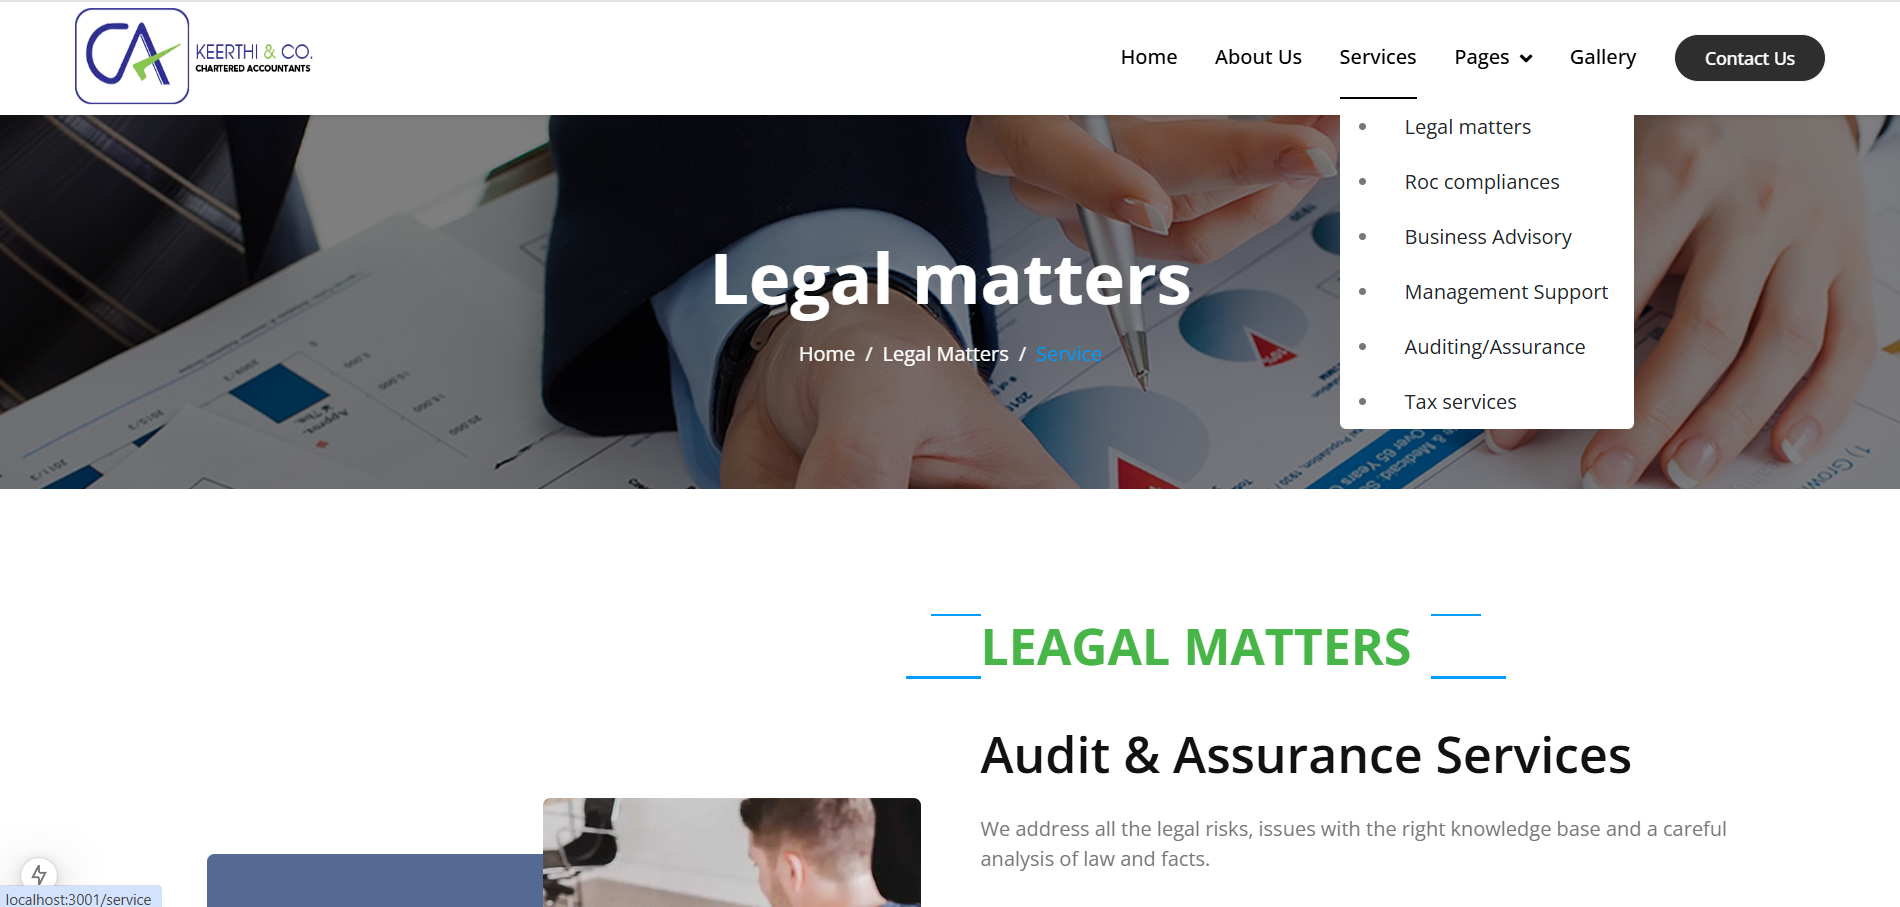 CA
KEERTHI & CO.
CHARTERED ACCOUNTANTS
Home
About Us
Services
Pages
Gallery
Contact Us
Legal matters
Roc compliances
Business Advisory
Management Support
Auditing/Assurance
Tax services
Legal matters
Home / Legal Matters / Service
LEAGAL MATTERS
Audit & Assurance Services
We address all the legal risks, issues with the right knowledge base and a careful
analysis of law and facts.
localhost:3001/service